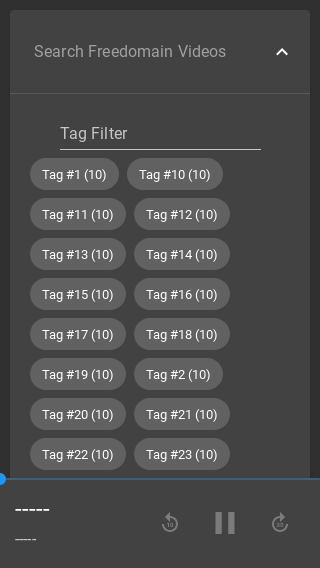 Search Freedomain Videos
Tag Filter
Tag #1 (10) Tag #10 (10)
Tag #11 (10) Tag #12 (10)
Tag #13 (10) Tag #14 (10)
Tag #15 (10) Tag #16 (10)
Tag #17 (10) Tag #18 (10)
Tag #19 (10) Tag #2 (10)
Tag #20 (10) Tag #21 (10)
Tag #22 (10) Tag #23 (10)
-----
-----
10 30